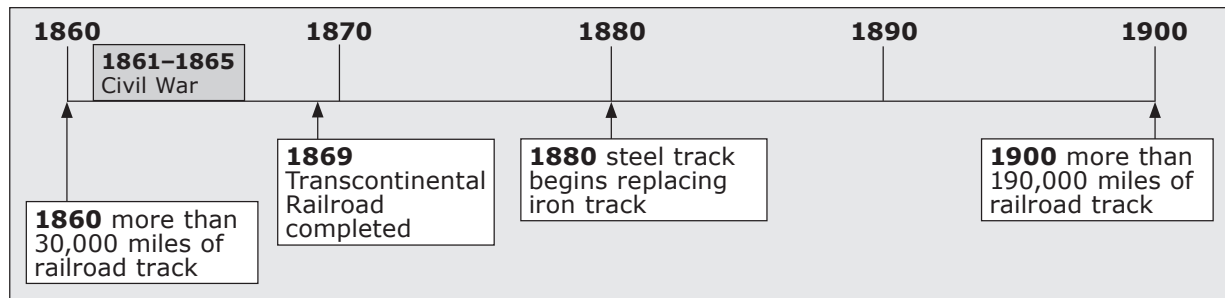 1860
1870
1880
1890
1900
1861–1865
Civil War
1860 more than
30,000 miles of
railroad track
1869
Transcontinental
Railroad
completed
1880 steel track
begins replacing
iron track
1900 more than
190,000 miles of
railroad track